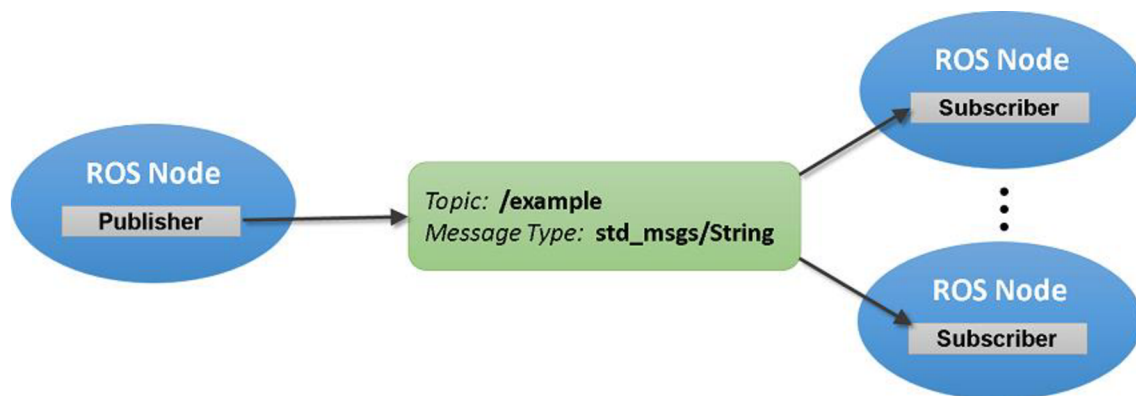 ROS Node
Publisher
Topic: /example
Message Type: std_msgs/String
ROS Node
Subscriber
ROS Node
Subscriber